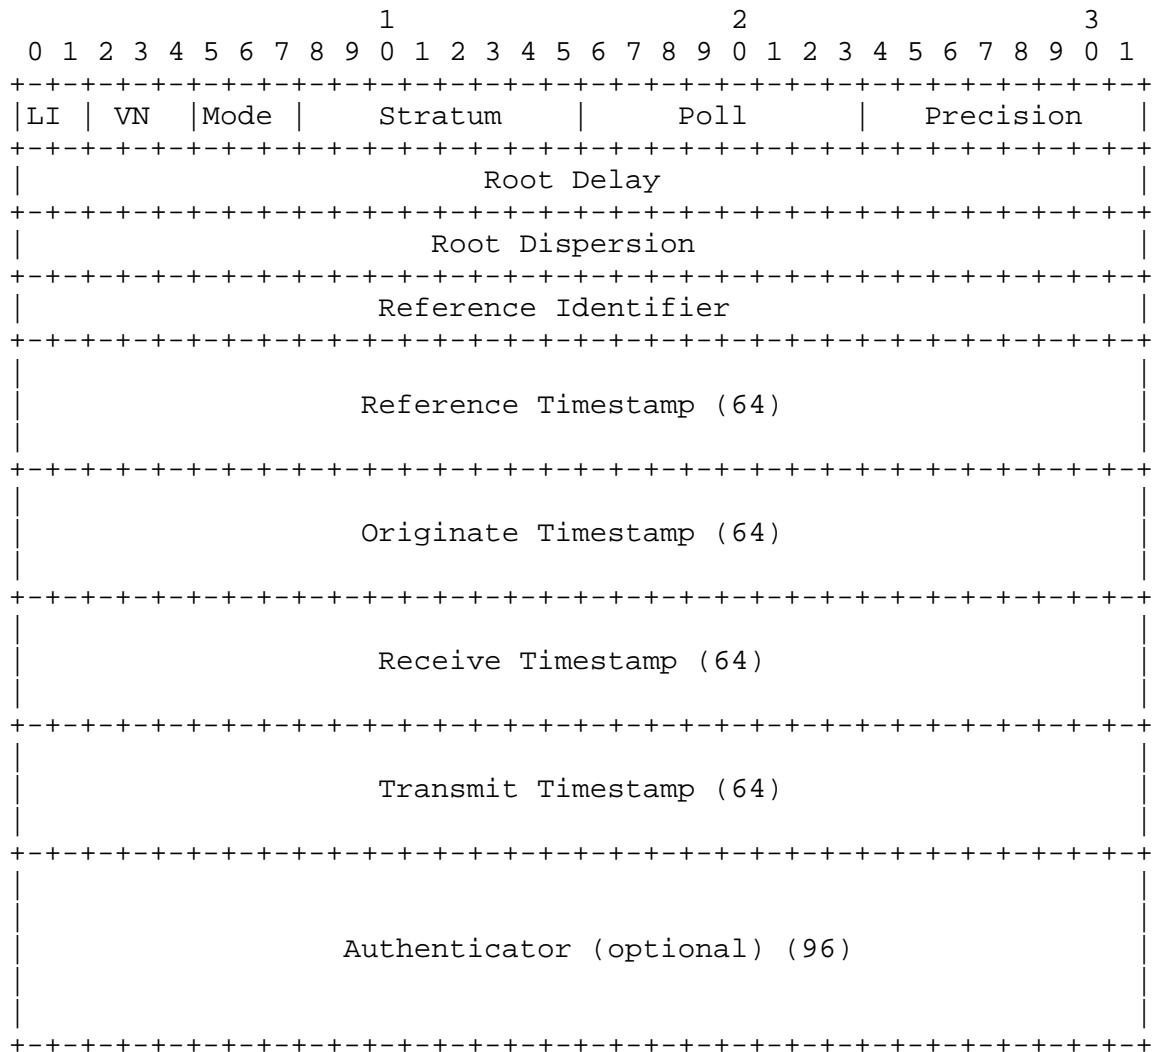 1                   2                   3
 0 1 2 3 4 5 6 7 8 9 0 1 2 3 4 5 6 7 8 9 0 1 2 3 4 5 6 7 8 9 0 1
+-+-+-+-+-+-+-+-+-+-+-+-+-+-+-+-+-+-+-+-+-+-+-+-+-+-+-+-+-+-+-+-+
|LI | VN  |Mode |    Stratum    |     Poll      |   Precision   |
+-+-+-+-+-+-+-+-+-+-+-+-+-+-+-+-+-+-+-+-+-+-+-+-+-+-+-+-+-+-+-+-+
|                          Root Delay                           |
+-+-+-+-+-+-+-+-+-+-+-+-+-+-+-+-+-+-+-+-+-+-+-+-+-+-+-+-+-+-+-+-+
|                       Root Dispersion                         |
+-+-+-+-+-+-+-+-+-+-+-+-+-+-+-+-+-+-+-+-+-+-+-+-+-+-+-+-+-+-+-+-+
|                    Reference Identifier                       |
+-+-+-+-+-+-+-+-+-+-+-+-+-+-+-+-+-+-+-+-+-+-+-+-+-+-+-+-+-+-+-+-+
|                                                               |
|                   Reference Timestamp (64)                    |
|                                                               |
+-+-+-+-+-+-+-+-+-+-+-+-+-+-+-+-+-+-+-+-+-+-+-+-+-+-+-+-+-+-+-+-+
|                                                               |
|                   Originate Timestamp (64)                    |
|                                                               |
+-+-+-+-+-+-+-+-+-+-+-+-+-+-+-+-+-+-+-+-+-+-+-+-+-+-+-+-+-+-+-+-+
|                                                               |
|                    Receive Timestamp (64)                     |
|                                                               |
+-+-+-+-+-+-+-+-+-+-+-+-+-+-+-+-+-+-+-+-+-+-+-+-+-+-+-+-+-+-+-+-+
|                                                               |
|                    Transmit Timestamp (64)                    |
|                                                               |
+-+-+-+-+-+-+-+-+-+-+-+-+-+-+-+-+-+-+-+-+-+-+-+-+-+-+-+-+-+-+-+-+
|                                                               |
|                                                               |
|                  Authenticator (optional) (96)                |
|                                                               |
|                                                               |
+-+-+-+-+-+-+-+-+-+-+-+-+-+-+-+-+-+-+-+-+-+-+-+-+-+-+-+-+-+-+-+-+